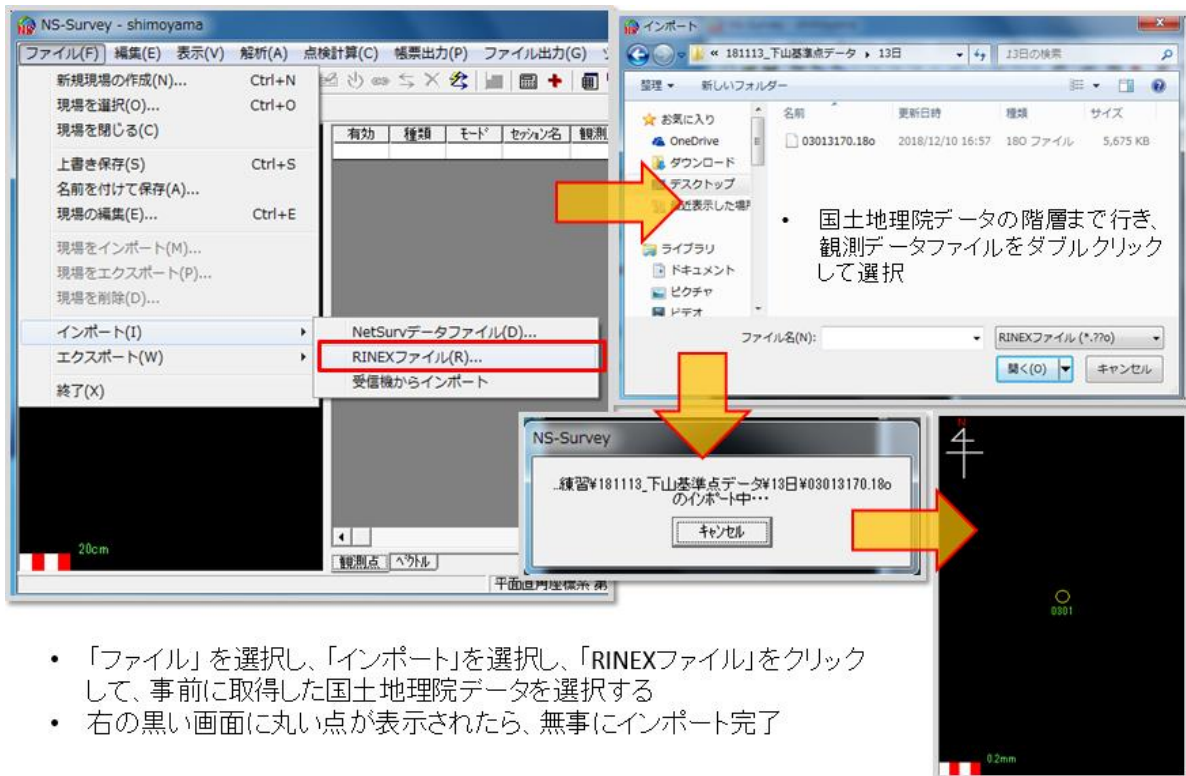 NS-Survey - shimoyama
ファイル(F) 編集(E) 表示(V) 解析(A) 点検計算(C) 帳票出力(P) ファイル出力(G)
新規現場の作成(N)... Ctrl+N
現場を選択(O)... Ctrl+O
現場を閉じる(C)
上書き保存(S) Ctrl+S
名前を付けて保存(A)...
現場の編集(E)... Ctrl+E
現場をインポート(M)...
現場をエクスポート(P)...
現場を削除(D)...
インポート(I)
エクスポート(W)
終了(X)
NetSurvデータファイル(D)...
RINEXファイル(R)...
受信機からインポート
有効 種類 モード セッション名 観測
20cm
観測点 ベクトル
平面直角座標系 第
インポート
« 181113_下山基準点データ 13日 13日の検索
整理 新しいフォルダー
お気に入り
OneDrive
ダウンロード
デスクトップ
近表示した場所
ライブラリ
ドキュメント
ピクチャ
ビデオ
名前 更新日時 種類 サイズ
03013170.18o 2018/12/10 16:57 18O ファイル 5,675 KB
• 国土地理院データの階層まで行き、
観測データファイルをダブルクリック
して選択
ファイル名(N): RINEXファイル (*.??o)
開く(O) キャンセル
NS-Survey
..練習¥181113_下山基準点データ¥13日¥03013170.18o
のインポート中・・・
キャンセル
N
0301
0.2mm
• 「ファイル」を選択し、「インポート」を選択し、「RINEXファイル」をクリック
して、事前に取得した国土地理院データを選択する
• 右の黒い画面に丸い点が表示されたら、無事にインポート完了